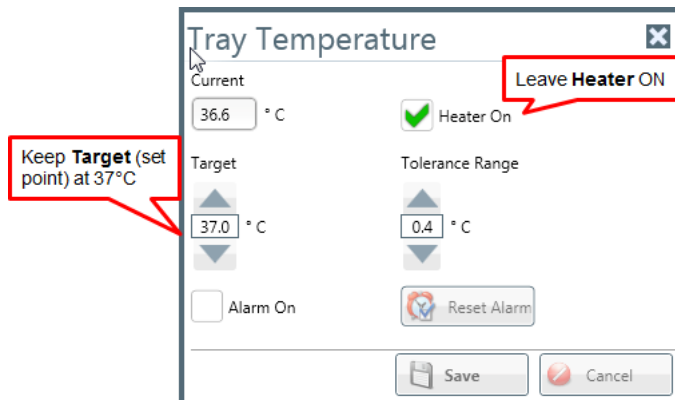 Tray Temperature
Current
Leave Heater ON
36.6 ° C
Heater On
Keep Target (set
point) at 37°C
Target
Tolerance Range
37.0 ° C
0.4 ° C
Alarm On
Reset Alarm
Save
Cancel